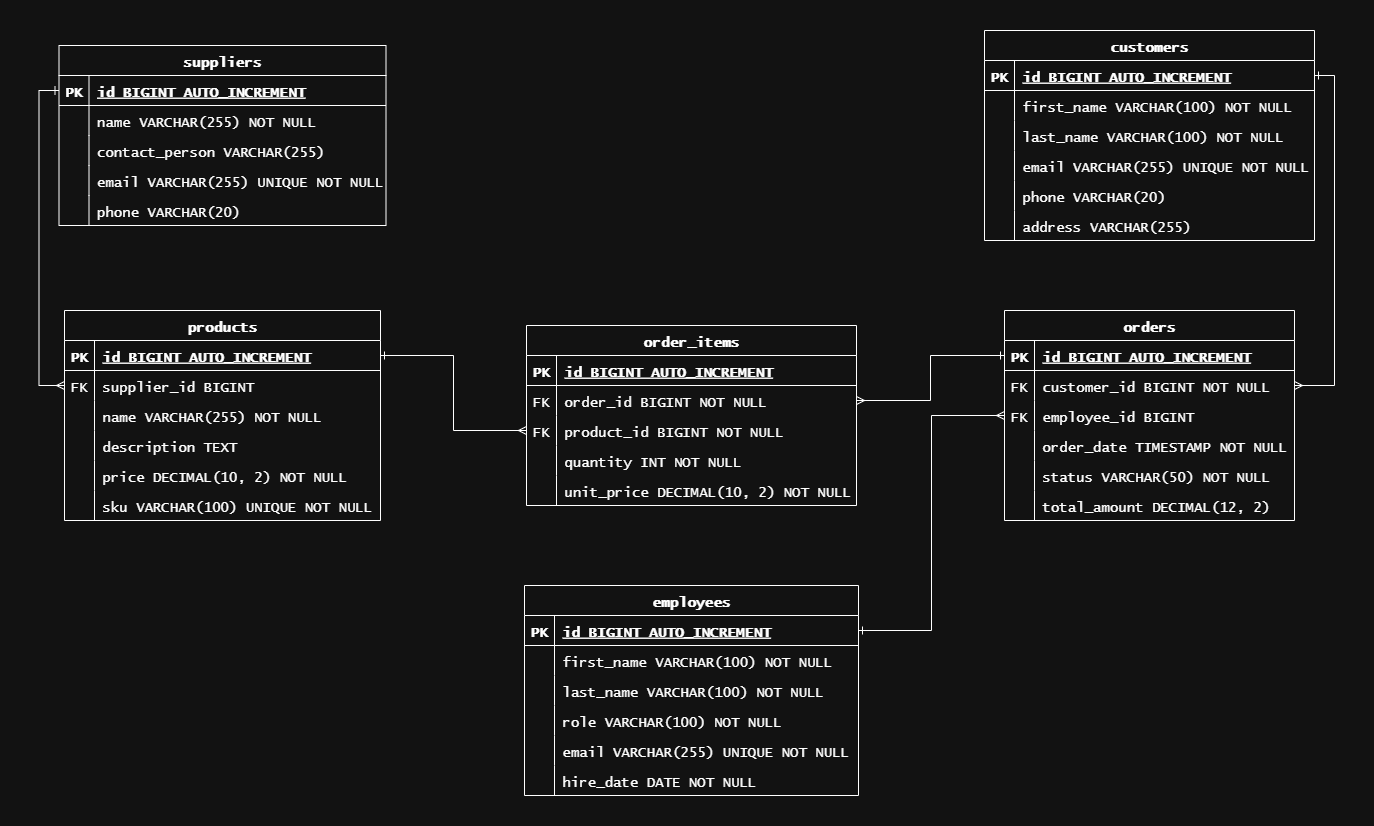 suppliers
PK id BIGINT AUTO_INCREMENT
name VARCHAR(255) NOT NULL
contact_person VARCHAR(255)
email VARCHAR(255) UNIQUE NOT NULL
phone VARCHAR(20)
customers
PK id BIGINT AUTO_INCREMENT
first_name VARCHAR(100) NOT NULL
last_name VARCHAR(100) NOT NULL
email VARCHAR(255) UNIQUE NOT NULL
phone VARCHAR(20)
address VARCHAR(255)
products
PK id BIGINT AUTO_INCREMENT
FK supplier_id BIGINT
name VARCHAR(255) NOT NULL
description TEXT
price DECIMAL(10, 2) NOT NULL
sku VARCHAR(100) UNIQUE NOT NULL
order_items
PK id BIGINT AUTO_INCREMENT
FK order_id BIGINT NOT NULL
FK product_id BIGINT NOT NULL
quantity INT NOT NULL
unit_price DECIMAL(10, 2) NOT NULL
orders
PK id BIGINT AUTO_INCREMENT
FK customer_id BIGINT NOT NULL
FK employee_id BIGINT
order_date TIMESTAMP NOT NULL
status VARCHAR(50) NOT NULL
total_amount DECIMAL(12, 2)
employees
PK id BIGINT AUTO_INCREMENT
first_name VARCHAR(100) NOT NULL
last_name VARCHAR(100) NOT NULL
role VARCHAR(100) NOT NULL
email VARCHAR(255) UNIQUE NOT NULL
hire_date DATE NOT NULL